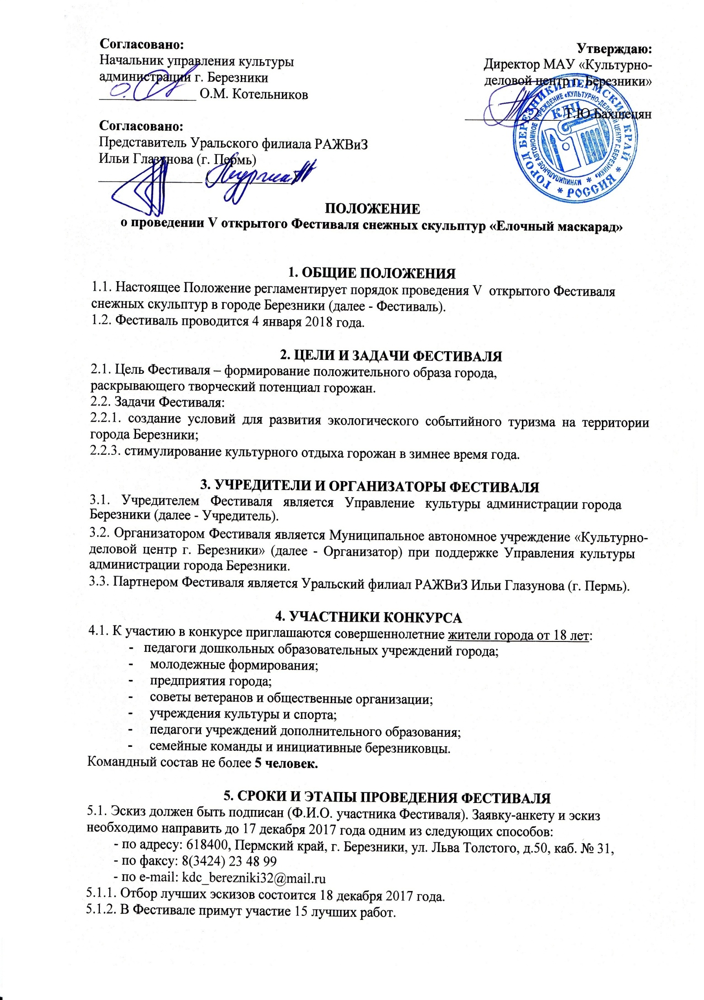 Согласовано:
Начальник управления культуры
администрации г. Березники
_______________ О.М. Котельников
Утверждаю:
Директор МАУ «Культурно-
деловой центр г. Березники»
_______________ Т.Ю.Бахшецян
ГОРОД БЕРЕЗНИКИ ПЕРМСКИЙ КРАЙ * РОССИЯ *
МУНИЦИПАЛЬНОЕ АВТОНОМНОЕ УЧРЕЖДЕНИЕ «КУЛЬТУРНО-ДЕЛОВОЙ ЦЕНТР Г.БЕРЕЗНИКИ» *
КДЦ
Согласовано:
Представитель Уральского филиала РАЖВиЗ
Ильи Глазунова (г. Пермь)
ПОЛОЖЕНИЕ
о проведении V открытого Фестиваля снежных скульптур «Елочный маскарад»
1. ОБЩИЕ ПОЛОЖЕНИЯ
1.1. Настоящее Положение регламентирует порядок проведения V открытого Фестиваля
снежных скульптур в городе Березники (далее - Фестиваль).
1.2. Фестиваль проводится 4 января 2018 года.
2. ЦЕЛИ И ЗАДАЧИ ФЕСТИВАЛЯ
2.1. Цель Фестиваля – формирование положительного образа города,
раскрывающего творческий потенциал горожан.
2.2. Задачи Фестиваля:
2.2.1. создание условий для развития экологического событийного туризма на территории
города Березники;
2.2.3. стимулирование культурного отдыха горожан в зимнее время года.
3. УЧРЕДИТЕЛИ И ОРГАНИЗАТОРЫ ФЕСТИВАЛЯ
3.1. Учредителем Фестиваля является Управление культуры администрации города
Березники (далее - Учредитель).
3.2. Организатором Фестиваля является Муниципальное автономное учреждение «Культурно-
деловой центр г. Березники» (далее - Организатор) при поддержке Управления культуры
администрации города Березники.
3.3. Партнером Фестиваля является Уральский филиал РАЖВиЗ Ильи Глазунова (г. Пермь).
4. УЧАСТНИКИ КОНКУРСА
4.1. К участию в конкурсе приглашаются совершеннолетние жители города от 18 лет:
- педагоги дошкольных образовательных учреждений города;
- молодежные формирования;
- предприятия города;
- советы ветеранов и общественные организации;
- учреждения культуры и спорта;
- педагоги учреждений дополнительного образования;
- семейные команды и инициативные березниковцы.
Командный состав не более 5 человек.
5. СРОКИ И ЭТАПЫ ПРОВЕДЕНИЯ ФЕСТИВАЛЯ
5.1. Эскиз должен быть подписан (Ф.И.О. участника Фестиваля). Заявку-анкету и эскиз
необходимо направить до 17 декабря 2017 года одним из следующих способов:
- по адресу: 618400, Пермский край, г. Березники, ул. Льва Толстого, д.50, каб. № 31,
- по факсу: 8(3424) 23 48 99
- по e-mail: kdc_berezniki32@mail.ru
5.1.1. Отбор лучших эскизов состоится 18 декабря 2017 года.
5.1.2. В Фестивале примут участие 15 лучших работ.